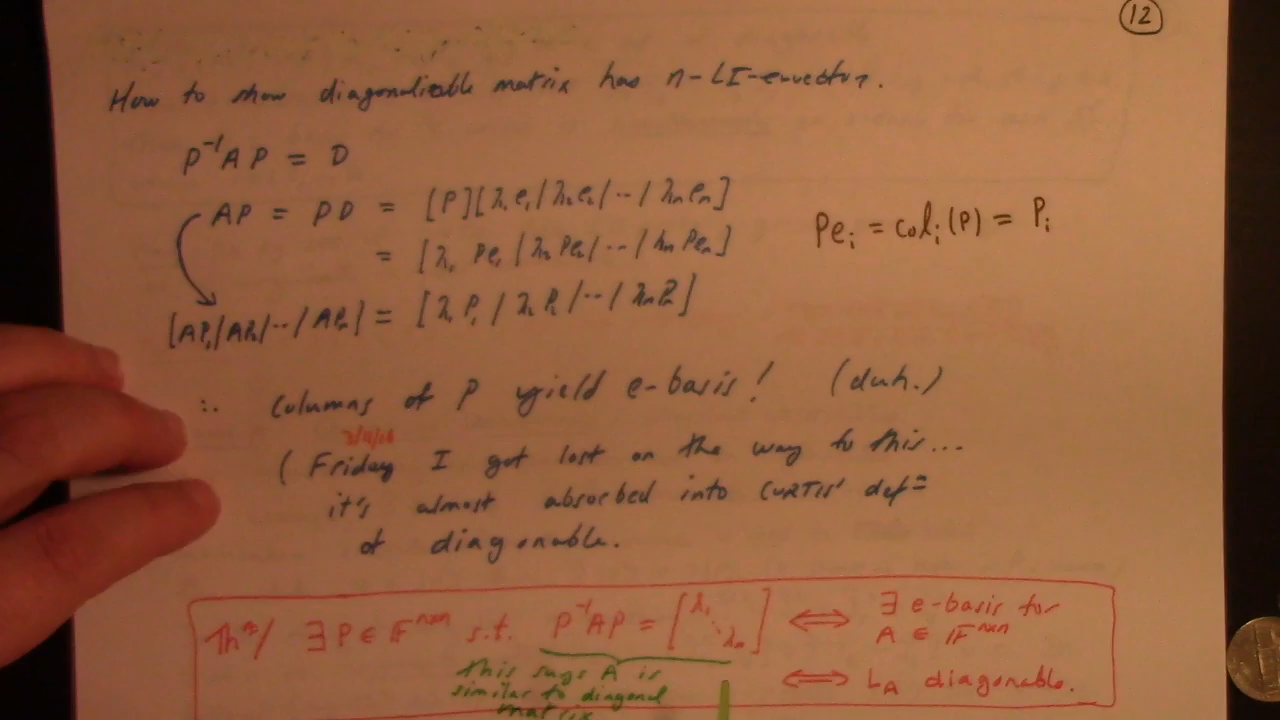 12
How to show diagonalizable matrix has n-LI-e-vectors.
P⁻¹AP = D
AP = PD = [P][λ₁e₁|λ₂e₂|··|λₙeₙ]
= [λ₁Pe₁|λ₂Pe₂|··|λₙPeₙ]
Peᵢ = colᵢ(P) = Pᵢ
[AP₁|AP₂|··|APₙ] = [λ₁P₁|λ₂P₂|··|λₙPₙ]
∴ Columns of P yield e-basis! (duh.)
(Friday I got lost on the way to this...
it's almost absorbed into CURTIS' defⁿ
of diagonable.
Thᵐ/ ∃ P ∈ 𝔽ⁿˣⁿ s.t. P⁻¹AP = [λ₁ ⋱ λₙ] ⟺ ∃ e-basis for
A ∈ 𝔽ⁿˣⁿ
this says A is
similar to diagonal
matrix
⟺ L_A diagonable.